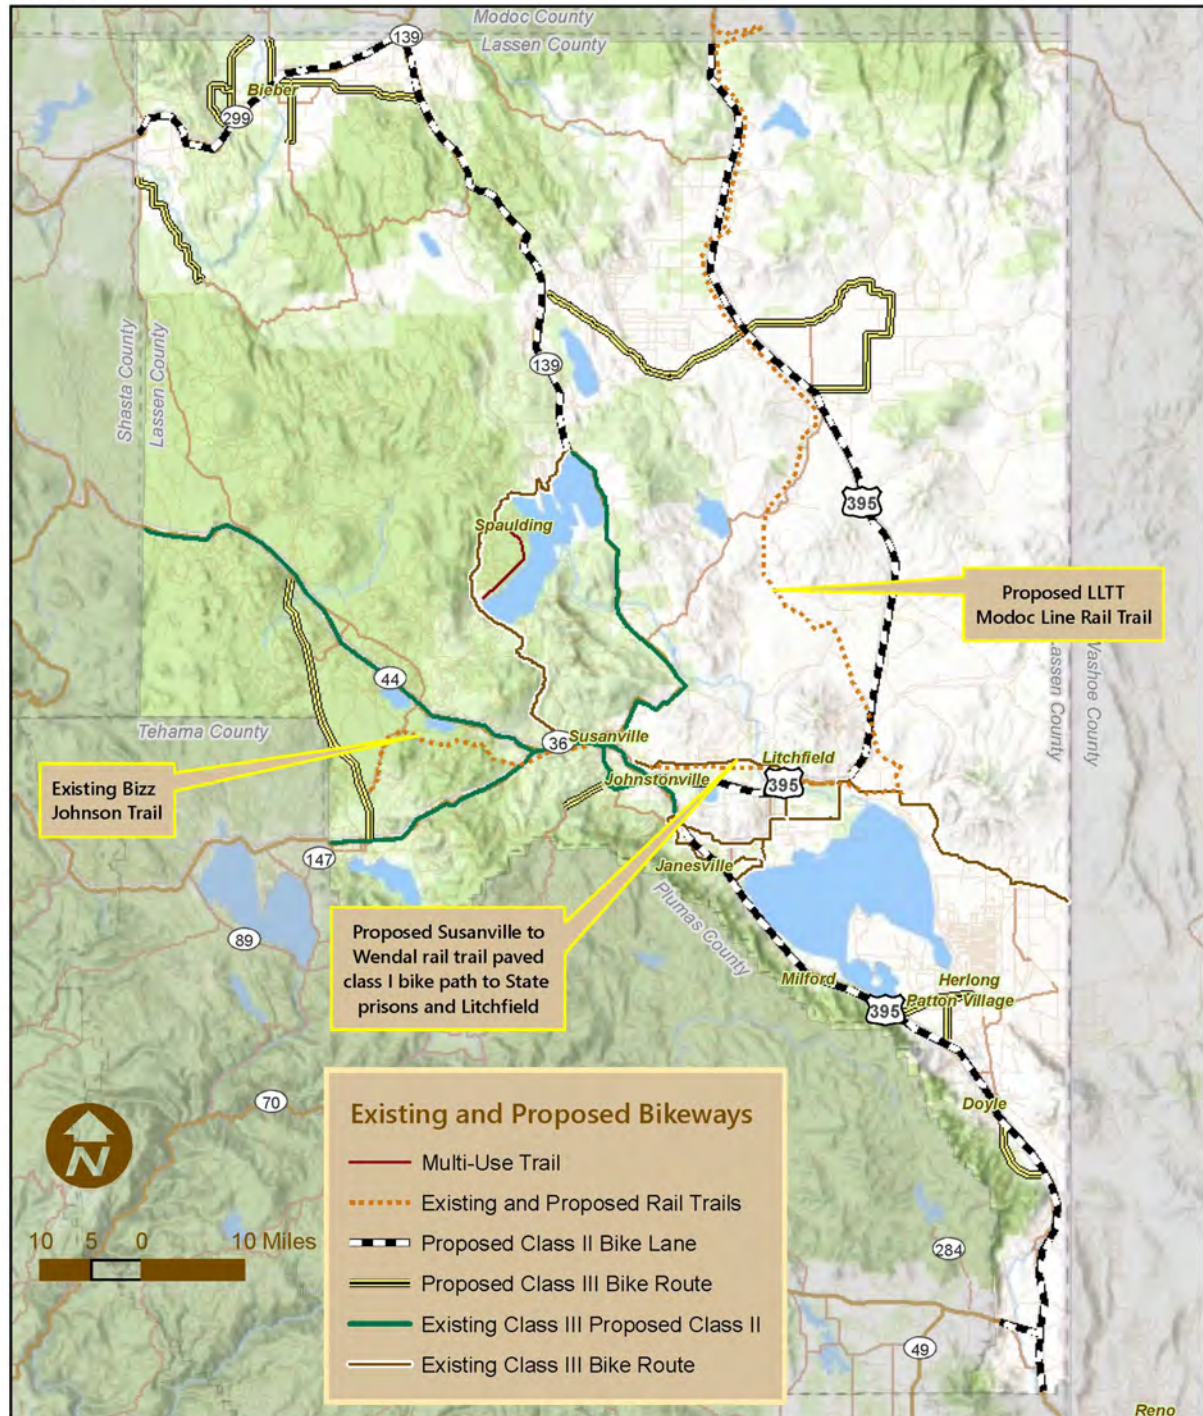 Modoc County
Lassen County
139
Bieber
299
Shasta County
Lassen County
139
395
Spaulding
Proposed LLTT
Modoc Line Rail Trail
Lassen County
Washoe County
44
Tehama County
36
Susanville
Litchfield
Existing Bizz
Johnson Trail
Johnstonville
395
147
Janesville
Plumas County
89
Proposed Susanville to
Wendal rail trail paved
class I bike path to State
prisons and Litchfield
Milford
Herlong
Patton Village
395
70
Doyle
Existing and Proposed Bikeways
Multi-Use Trail
Existing and Proposed Rail Trails
Proposed Class II Bike Lane
Proposed Class III Bike Route
Existing Class III Proposed Class II
Existing Class III Bike Route
N
10 5 0 10 Miles
284
49
Reno